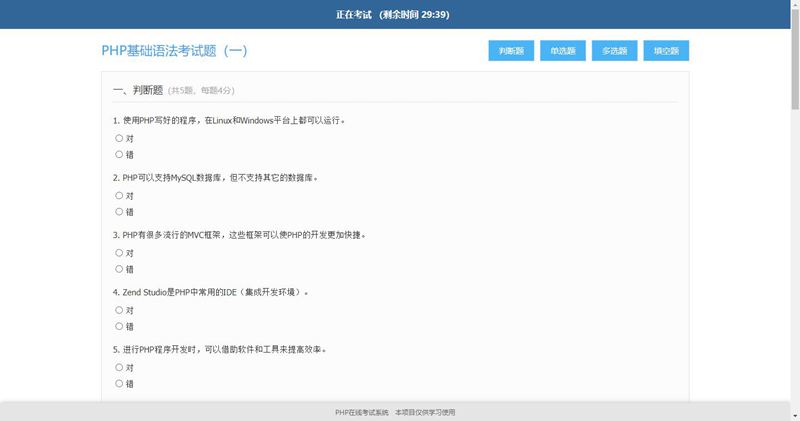 正在考试 (剩余时间 29:39)
PHP基础语法考试题（一）
判断题 单选题 多选题 填空题
一、判断题 (共5题，每题4分)
1. 使用PHP写好的程序，在Linux和Windows平台上都可以运行。
对
错
2. PHP可以支持MySQL数据库，但不支持其它的数据库。
对
错
3. PHP有很多流行的MVC框架，这些框架可以使PHP的开发更加快捷。
对
错
4. Zend Studio是PHP中常用的IDE（集成开发环境）。
对
错
5. 进行PHP程序开发时，可以借助软件和工具来提高效率。
对
错
PHP在线考试系统 本项目仅供学习使用